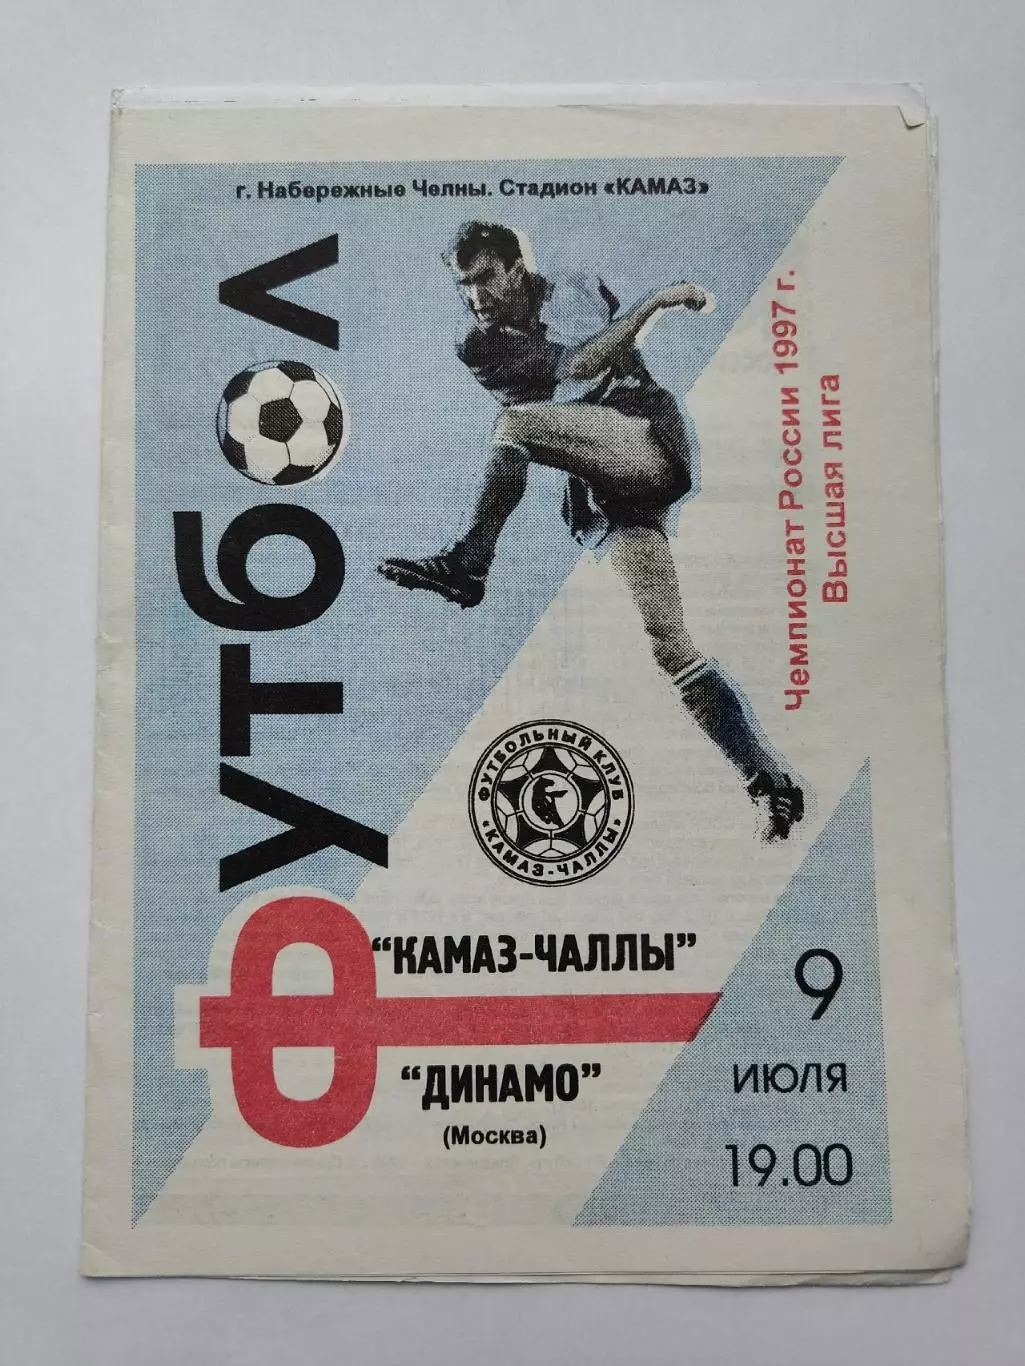 г. Набережные Челны. Стадион «КАМАЗ»
ФУТБОЛ
Чемпионат России 1997 г.
Высшая лига
ФУТБОЛЬНЫЙ КЛУБ
"КАМАЗ-ЧАЛЛЫ"
"КАМАЗ-ЧАЛЛЫ"
"ДИНАМО"
(Москва)
9
ИЮЛЯ
19.00